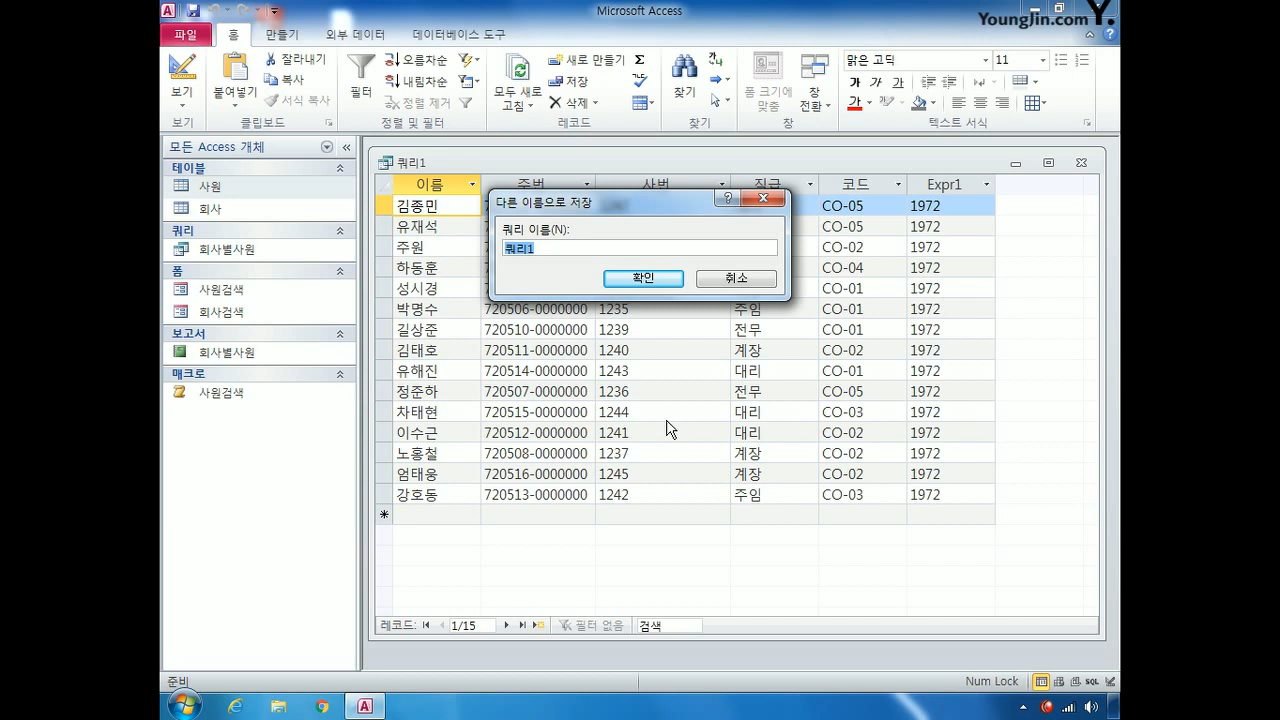 Microsoft Access
YoungJin.com Y.
파일 홈 만들기 외부 데이터 데이터베이스 도구
보기 붙여넣기 잘라내기 복사 서식 복사
필터 오름차순 내림차순 정렬 제거
모두 새로 고침 새로 만들기 저장 삭제
찾기 폼 크기에 맞춤 창 전환
맑은 고딕 11
가 가 가 가
보기 클립보드 정렬 및 필터 레코드 찾기 창 텍스트 서식
모든 Access 개체
테이블
사원
회사
쿼리
회사별사원
폼
사원검색
회사검색
보고서
회사별사원
매크로
사원검색
쿼리1
이름 주번 사번 직급 코드 Expr1
김종민 CO-05 1972
유재석 CO-05 1972
주원 CO-02 1972
하동훈 CO-04 1972
성시경 CO-01 1972
박명수 720506-0000000 1235 주임 CO-01 1972
길상준 720510-0000000 1239 전무 CO-01 1972
김태호 720511-0000000 1240 계장 CO-02 1972
유해진 720514-0000000 1243 대리 CO-01 1972
정준하 720507-0000000 1236 전무 CO-05 1972
차태현 720515-0000000 1244 대리 CO-03 1972
이수근 720512-0000000 1241 대리 CO-02 1972
노홍철 720508-0000000 1237 계장 CO-02 1972
엄태웅 720516-0000000 1245 계장 CO-02 1972
강호동 720513-0000000 1242 주임 CO-03 1972
다른 이름으로 저장
쿼리 이름(N):
쿼리1
확인 취소
레코드: 1/15 필터 없음 검색
준비 Num Lock SQL